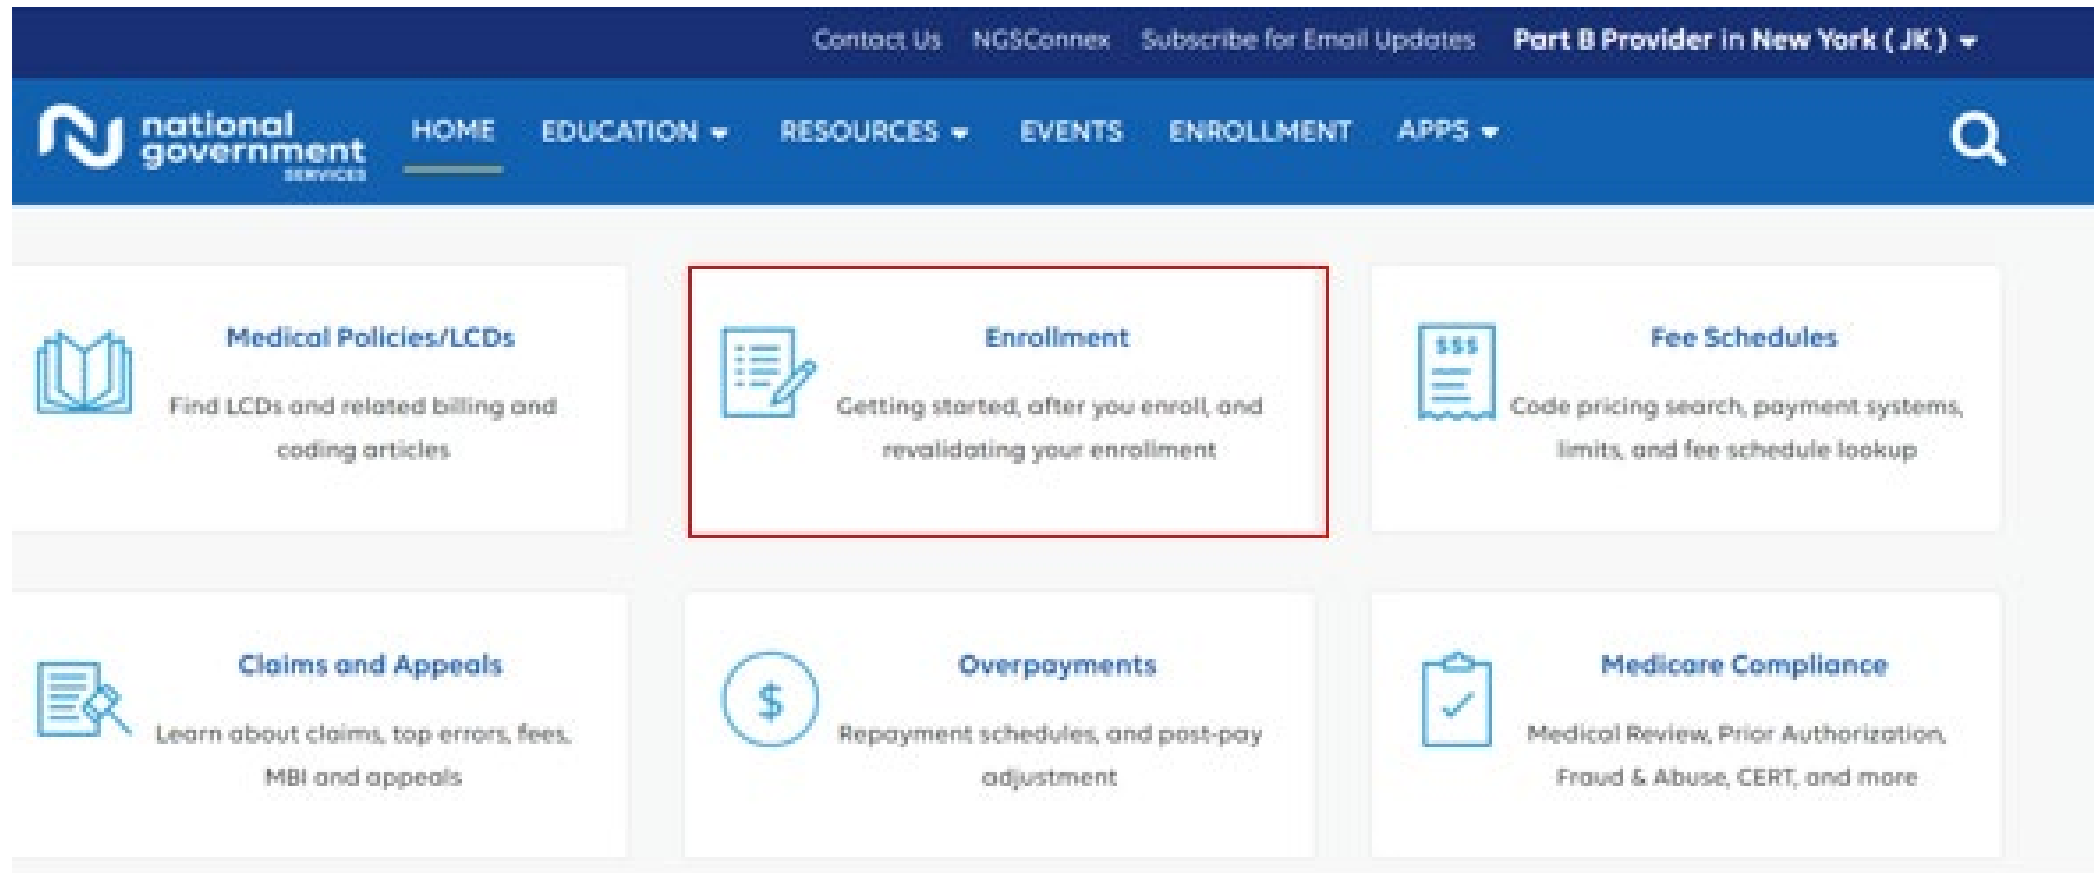 Contact Us NGSConnex Subscribe for Email Updates Part B Provider in New York ( JK )
national
government
SERVICES
HOME EDUCATION RESOURCES EVENTS ENROLLMENT APPS
Medical Policies/LCDs
Find LCDs and related billing and
coding articles
Enrollment
Getting started, after you enroll, and
revalidating your enrollment
$$$
Fee Schedules
Code pricing search, payment systems,
limits, and fee schedule lookup
Claims and Appeals
Learn about claims, top errors, fees,
MBI and appeals
$
Overpayments
Repayment schedules, and post-pay
adjustment
Medicare Compliance
Medical Review, Prior Authorization,
Fraud & Abuse, CERT, and more